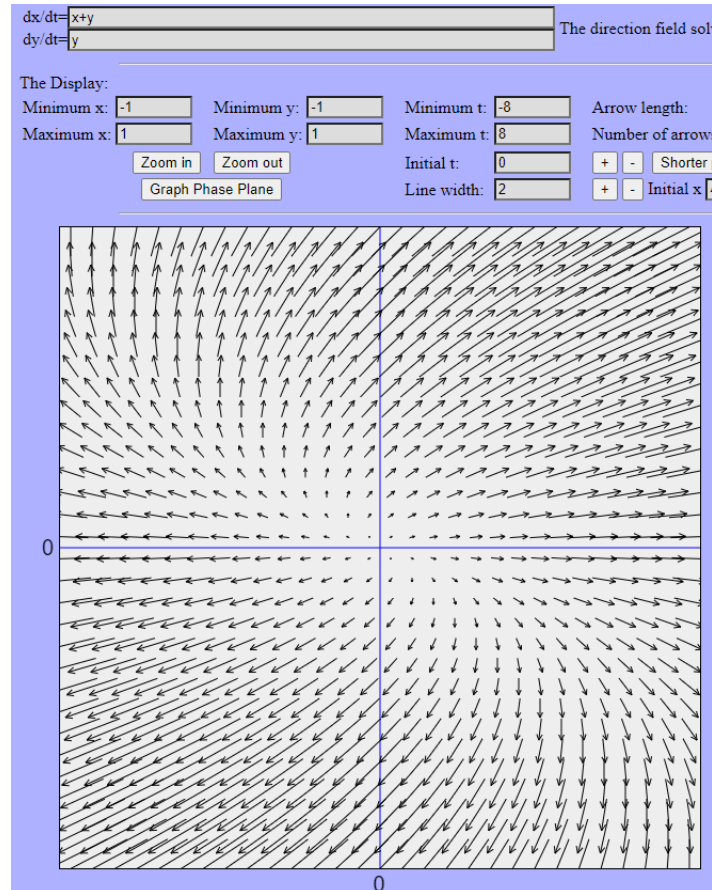 dx/dt= x+y
dy/dt= y
The direction field
The Display:
Minimum x: -1 Minimum y: -1 Minimum t: -8 Arrow length:
Maximum x: 1 Maximum y: 1 Maximum t: 8 Number of arrows
Zoom in Zoom out Initial t: 0 + - Shorter
Graph Phase Plane Line width: 2 + - Initial x
0
0